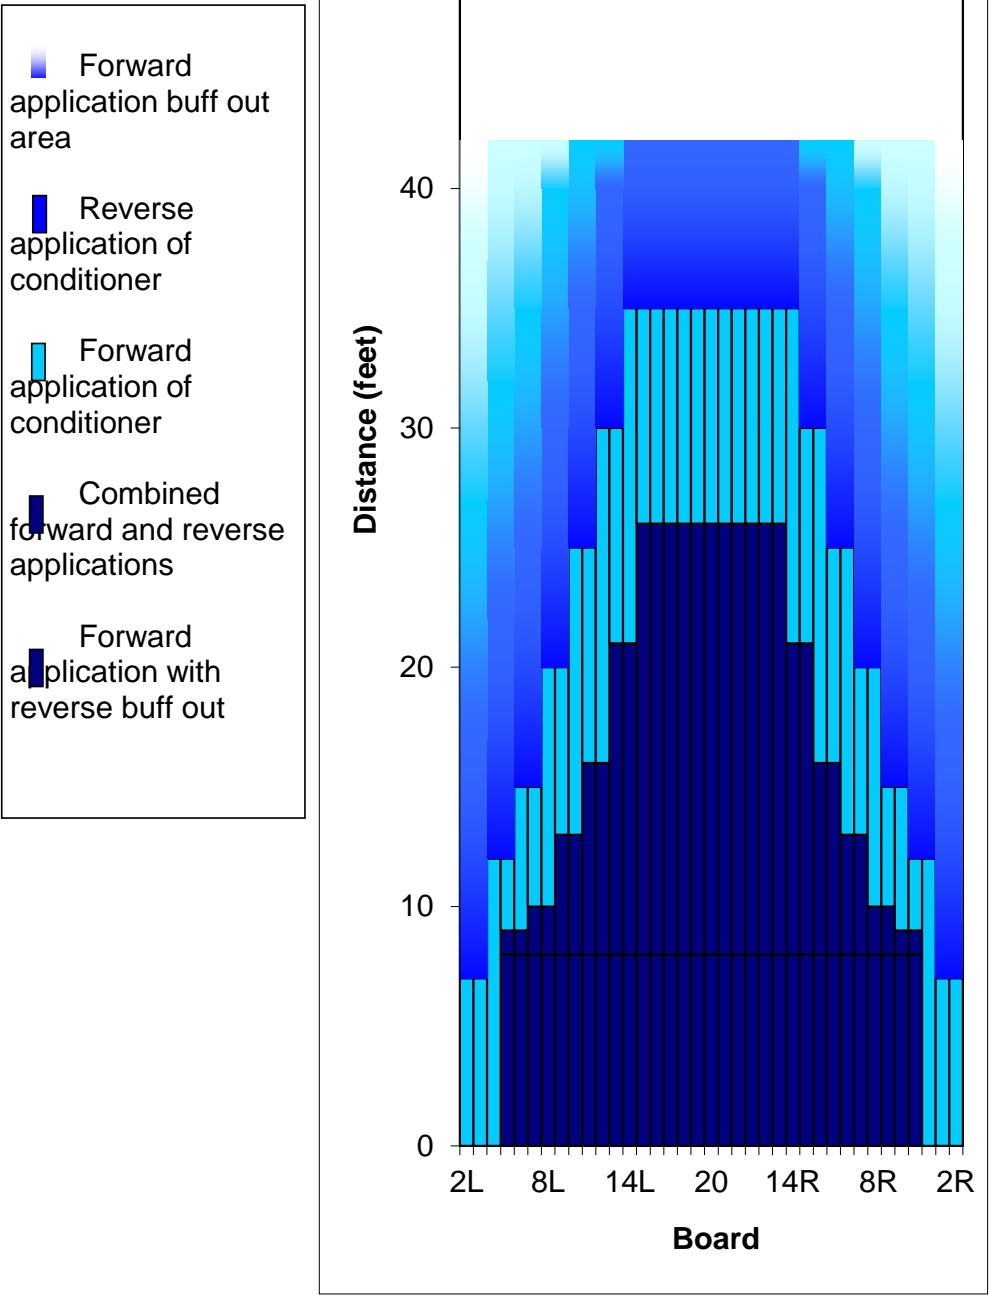 Forward
application buff out
area
Reverse
application of
conditioner
Forward
application of
conditioner
Combined
forward and reverse
applications
Forward
application with
reverse buff out
Distance (feet)
40
30
20
10
0
2L 8L 14L 20 14R 8R 2R
Board